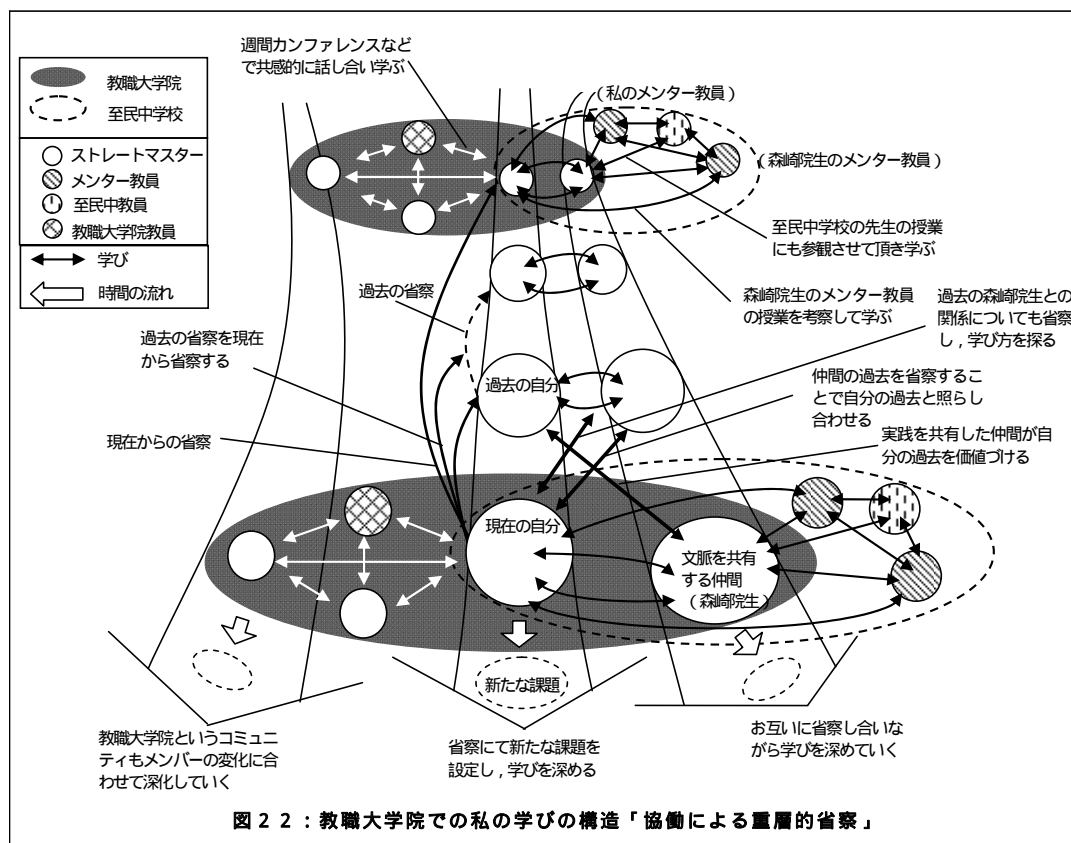 週間カンファレンスなど
で共感的に話し合い学ぶ
教職大学院
至民中学校
ストレートマスター
メンター教員
至民中教員
教職大学院教員
学び
時間の流れ
（私のメンター教員）
（森崎院生のメンター教員）
至民中学校の先生の授業
にも参観させて頂き学ぶ
森崎院生のメンター教員
の授業を考察して学ぶ
過去の森崎院生との
関係についても省察
し，学び方を探る
過去の省察
過去の省察を現在
から省察する
過去の自分
仲間の過去を省察するこ
とで自分の過去と照らし
合わせる
現在からの省察
実践を共有した仲間が自
分の過去を価値づける
現在の自分
文脈を共有
する仲間
（森崎院生）
新たな課題
教職大学院というコミュニ
ティもメンバーの変化に合
わせて深化していく
省察にて新たな課題を
設定し，学びを深める
お互いに省察し合いな
がら学びを深めていく
図２２：教職大学院での私の学びの構造「協働による重層的省察」